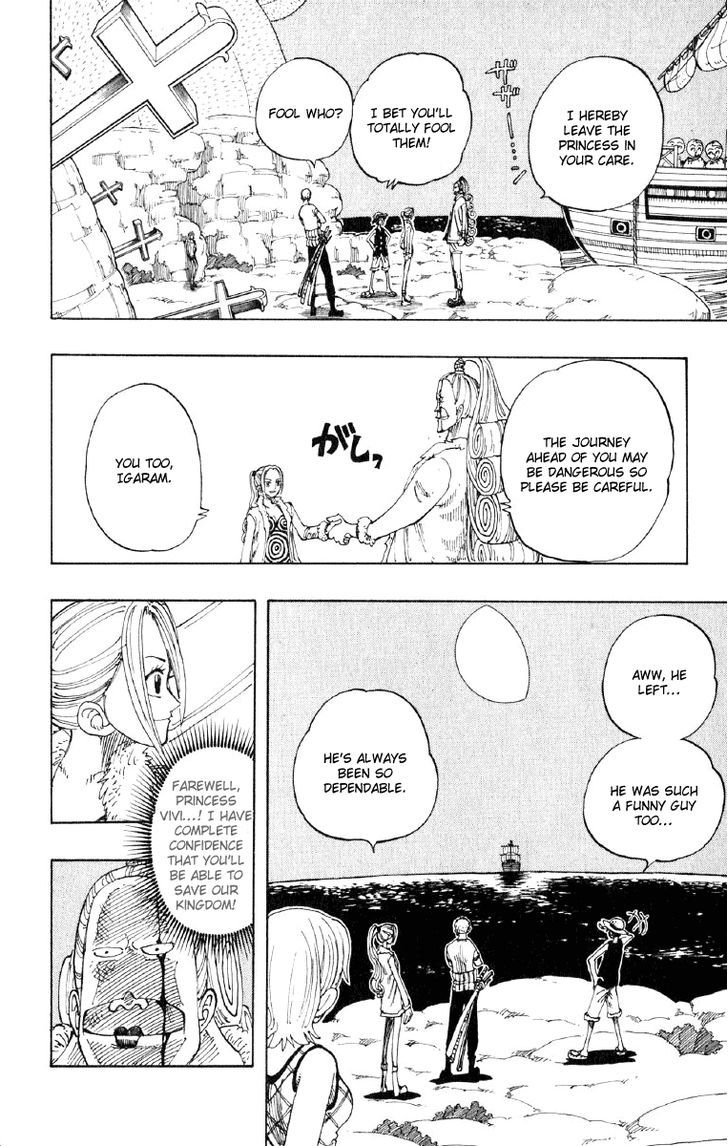 I HEREBY
LEAVE THE
PRINCESS IN
YOUR CARE.
ザザ・・・
I BET YOU'LL
TOTALLY FOOL
THEM!
FOOL WHO?
THE JOURNEY
AHEAD OF YOU MAY
BE DANGEROUS SO
PLEASE BE CAREFUL.
がしっ
YOU TOO,
IGARAM.
FAREWELL,
PRINCESS
VIVI...! I HAVE
COMPLETE
CONFIDENCE
THAT YOU'LL
BE ABLE TO
SAVE OUR
KINGDOM!
AWW, HE
LEFT...
HE WAS SUCH
A FUNNY GUY
TOO...
HE'S ALWAYS
BEEN SO
DEPENDABLE.